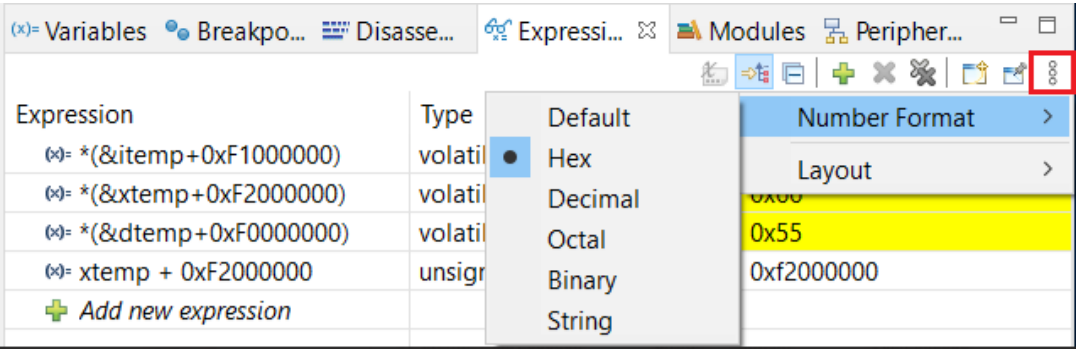 (x)= Variables Breakpo... Disasse... Expressi... Modules Peripher...
Expression Type
(x)= *(&itemp+0xF1000000) volatil
(x)= *(&xtemp+0xF2000000) volatil
(x)= *(&dtemp+0xF0000000) volatil 0x55
(x)= xtemp + 0xF2000000 unsigr 0xf2000000
Add new expression
Default
Hex
Decimal
Octal
Binary
String
Number Format
Layout